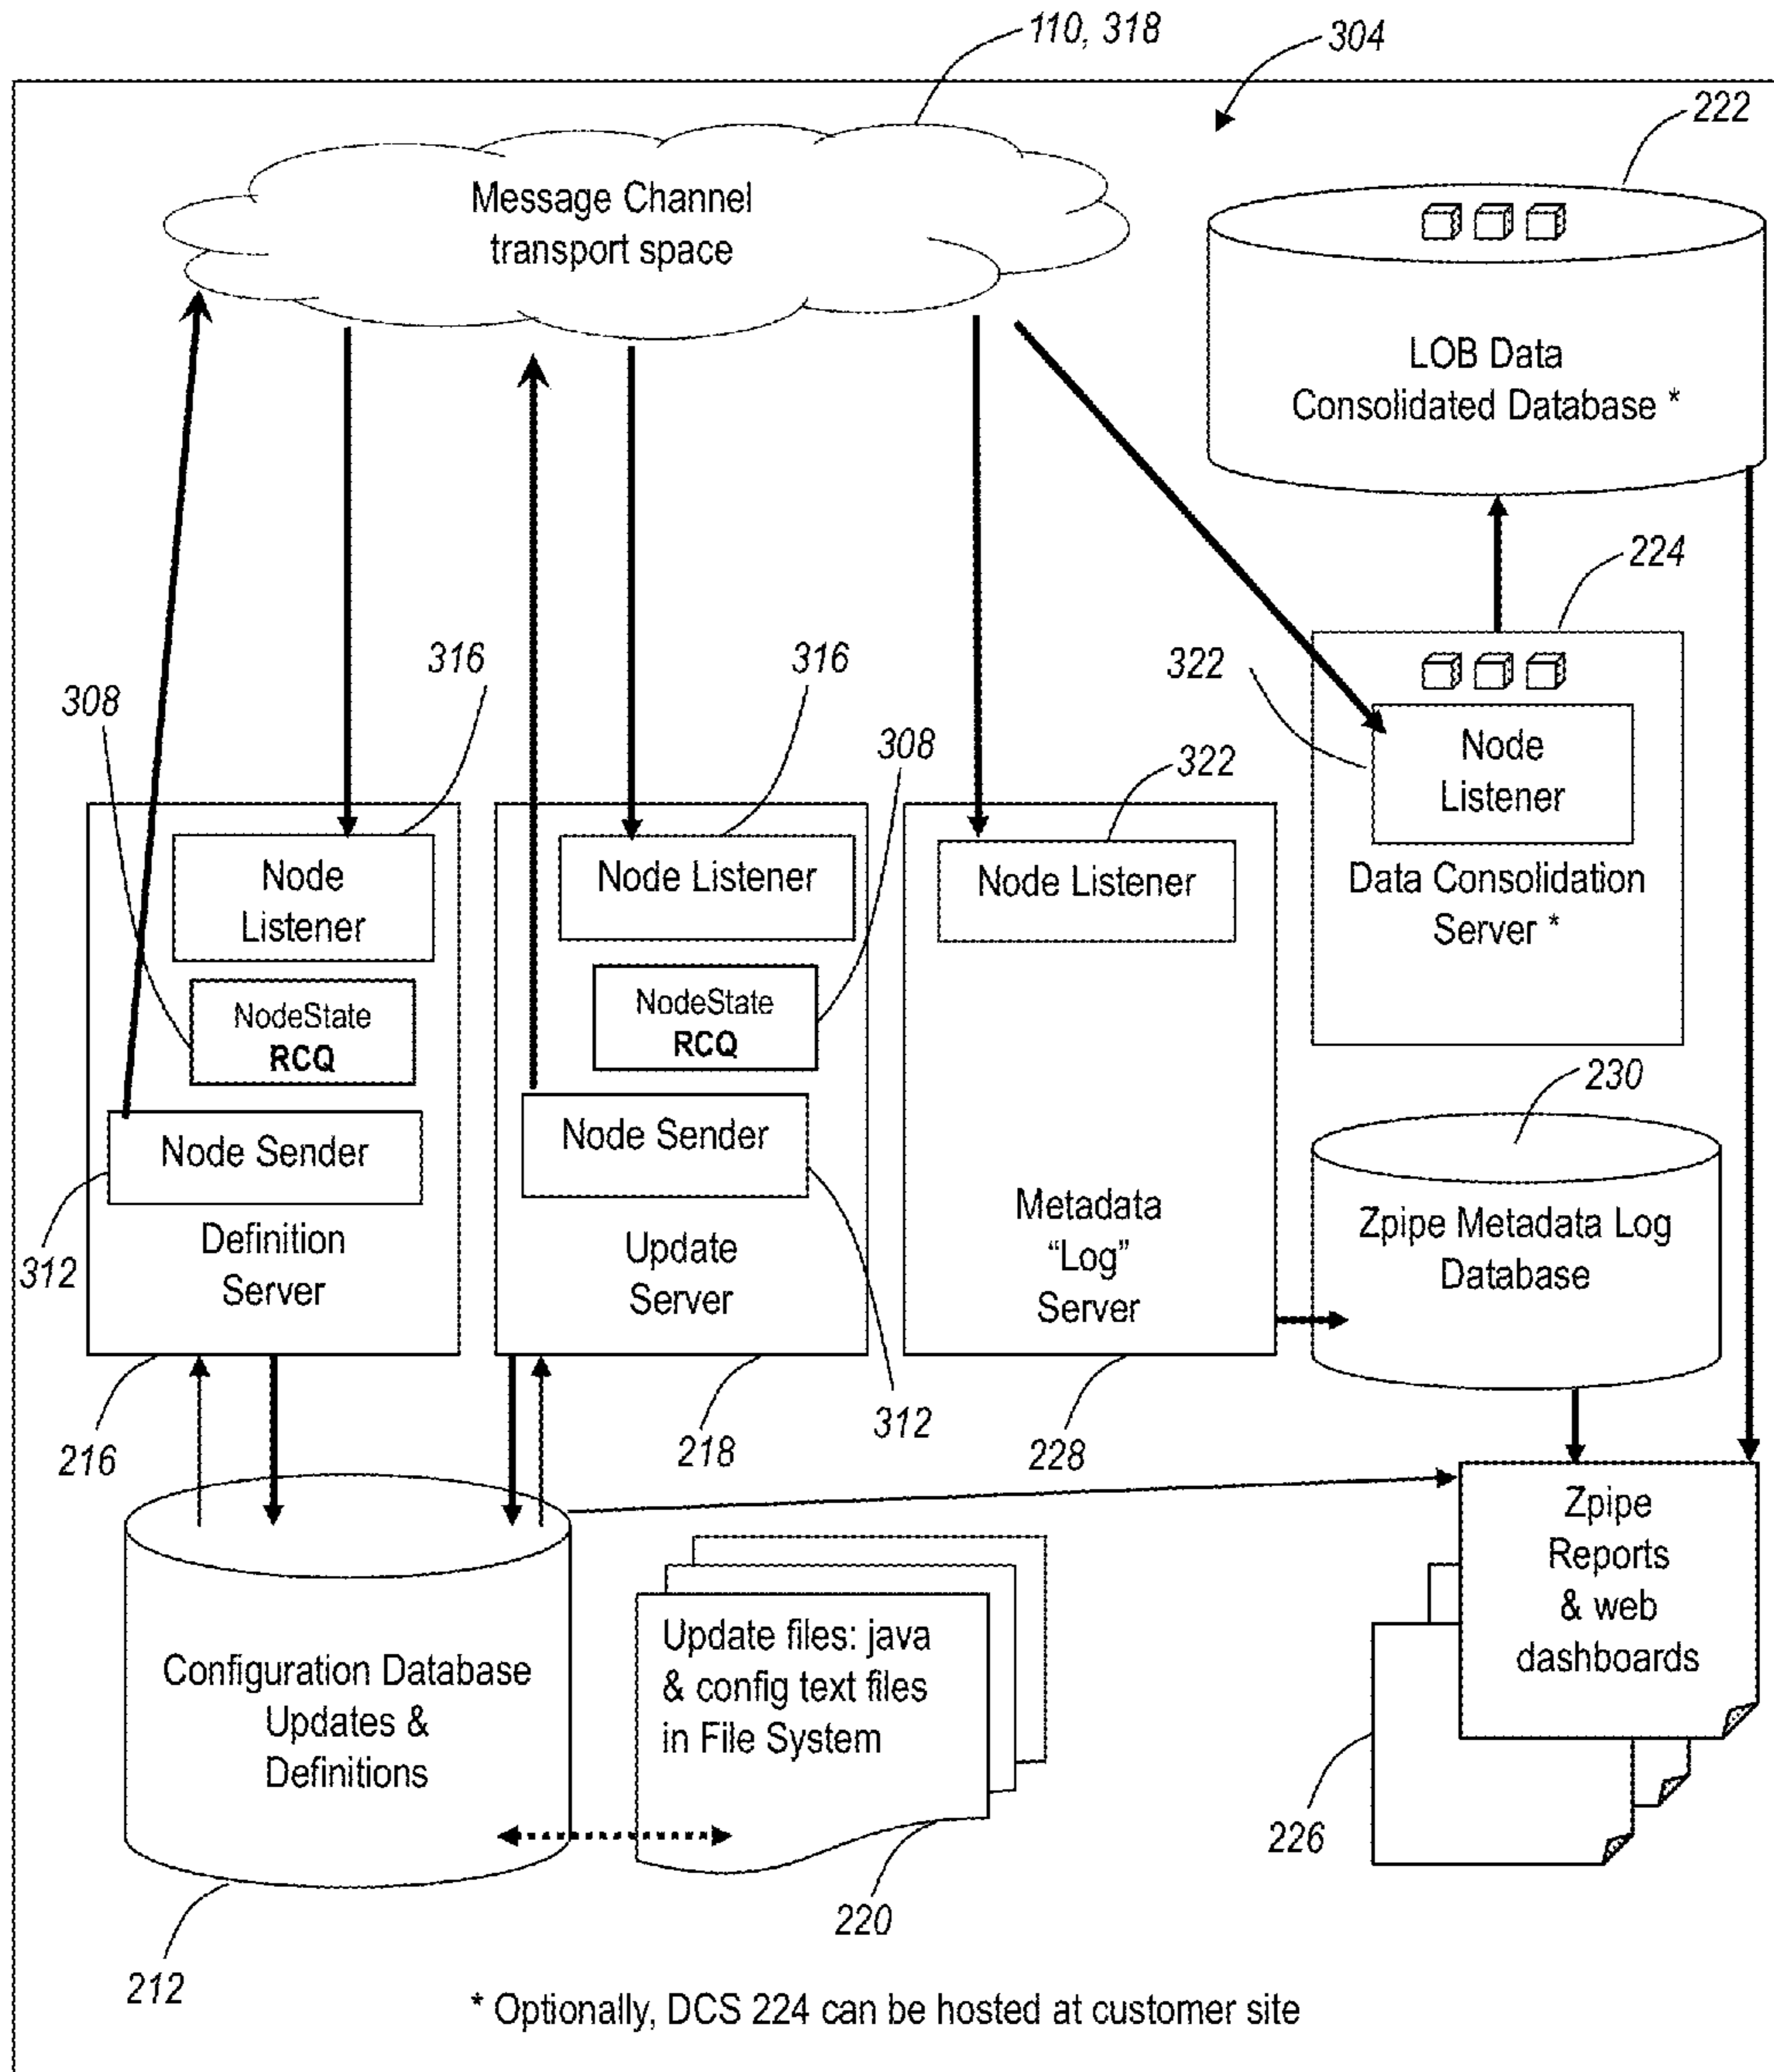 110, 318
304
222
Message Channel
transport space
LOB Data
Consolidated Database *
224
316
316
322
308
308
322
Node
Listener
Node
Listener
Node Listener
Node Listener
Data Consolidation
Server *
NodeState
RCQ
NodeState
RCQ
230
Node Sender
Node Sender
312
Definition
Server
Update
Server
Metadata
“Log”
Server
Zpipe Metadata Log
Database
216
218
312
228
Zpipe
Reports
& web
dashboards
Configuration Database
Updates &
Definitions
Update files: java
& config text files
in File System
226
220
212
* Optionally, DCS 224 can be hosted at customer site